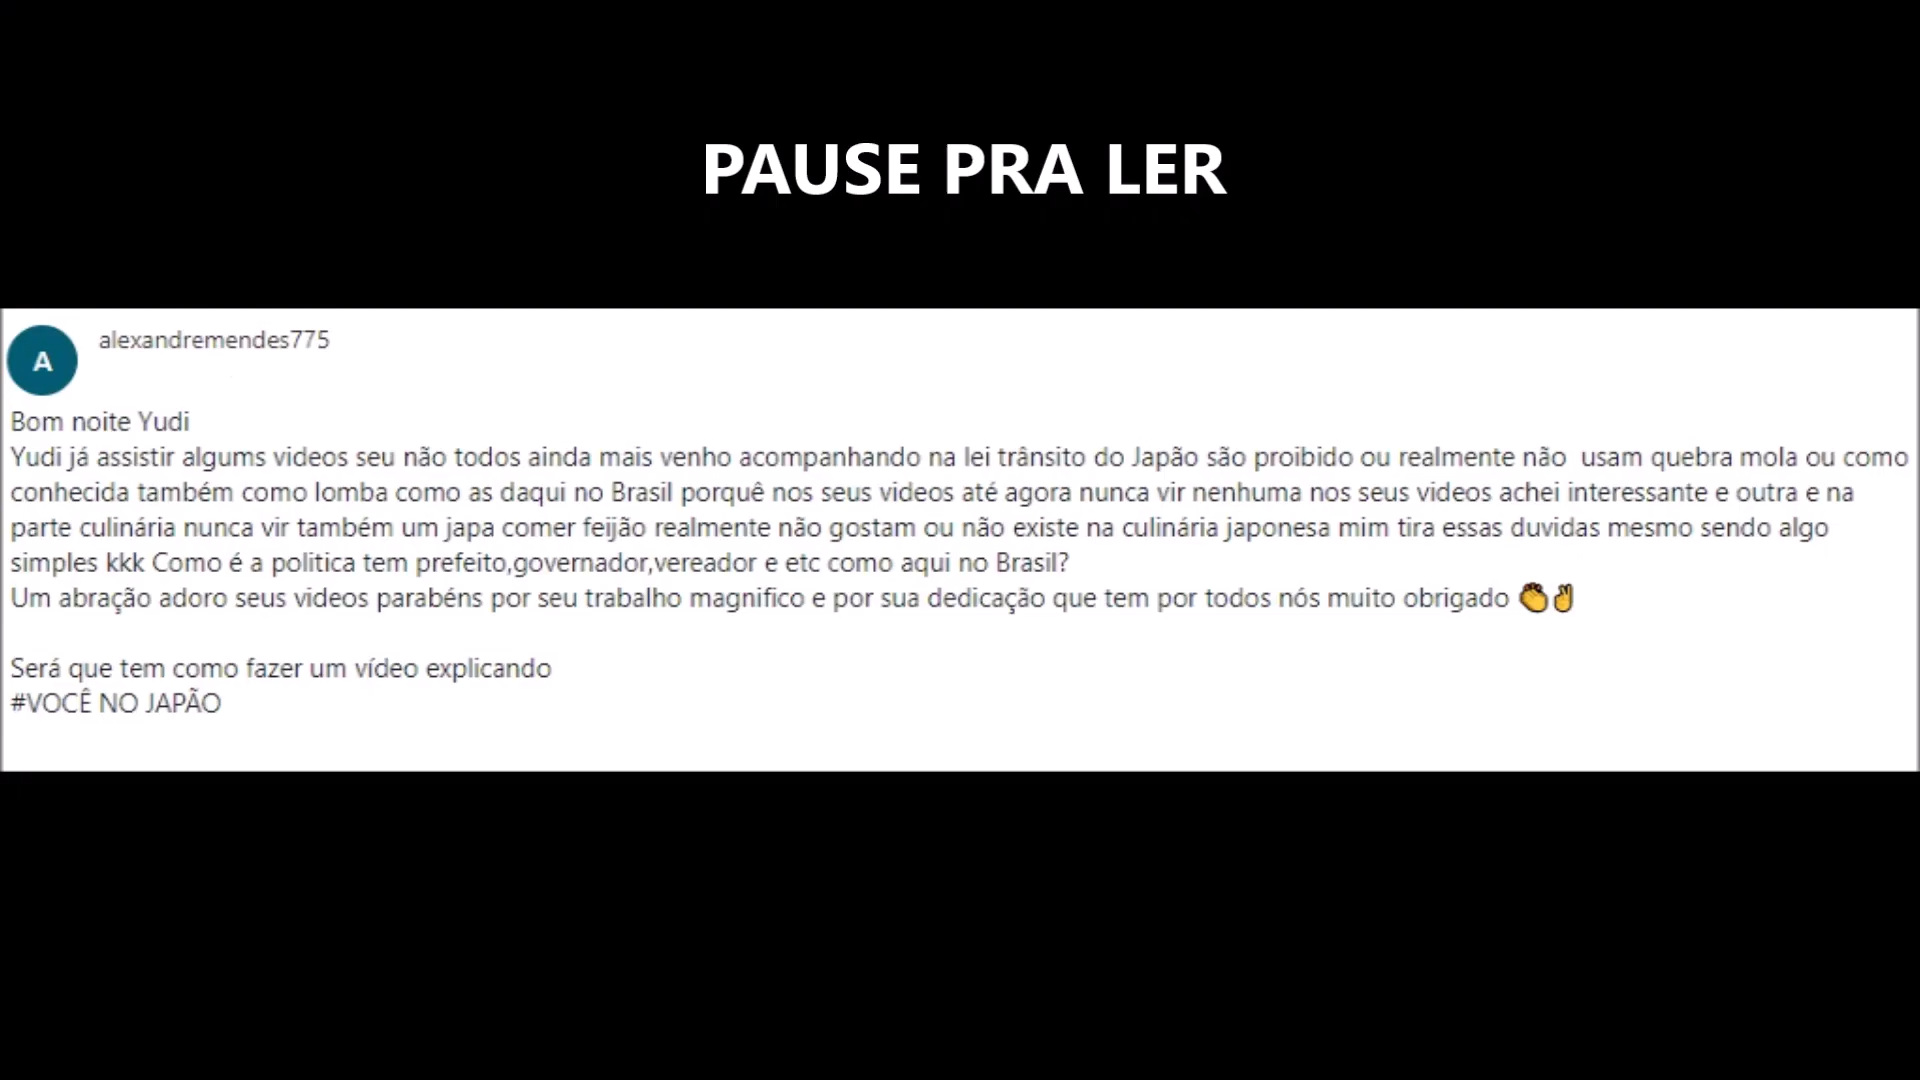 PAUSE PRA LER
A
alexandremendes775
Bom noite Yudi
Yudi já assistir algums videos seu não todos ainda mais venho acompanhando na lei trânsito do Japão são proibido ou realmente não  usam quebra mola ou como
conhecida também como lomba como as daqui no Brasil porquê nos seus videos até agora nunca vir nenhuma nos seus videos achei interessante e outra e na
parte culinária nunca vir também um japa comer feijão realmente não gostam ou não existe na culinária japonesa mim tira essas duvidas mesmo sendo algo
simples kkk Como é a politica tem prefeito,governador,vereador e etc como aqui no Brasil?
Um abração adoro seus videos parabéns por seu trabalho magnifico e por sua dedicação que tem por todos nós muito obrigado 👏✌
Será que tem como fazer um vídeo explicando
#VOCÊ NO JAPÃO